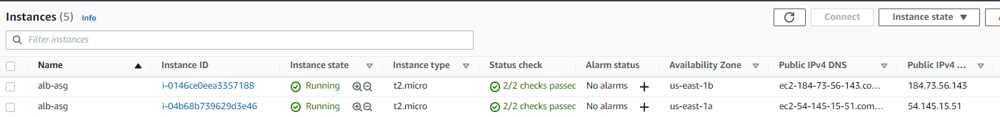 Instances (5) Info Connect Instance state
Filter instances
Name Instance ID Instance state Instance type Status check Alarm status Availability Zone Public IPv4 DNS Public IPv4 ...
alb-asg i-0146ce0eea3357188 Running t2.micro 2/2 checks passec No alarms us-east-1b ec2-184-73-56-143.co... 184.73.56.143
alb-asg i-04b68b739629d3e46 Running t2.micro 2/2 checks passec No alarms us-east-1a ec2-54-145-15-51.com... 54.145.15.51